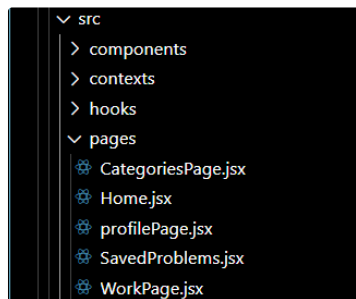 src
components
contexts
hooks
pages
CategoriesPage.jsx
Home.jsx
profilePage.jsx
SavedProblems.jsx
WorkPage.jsx